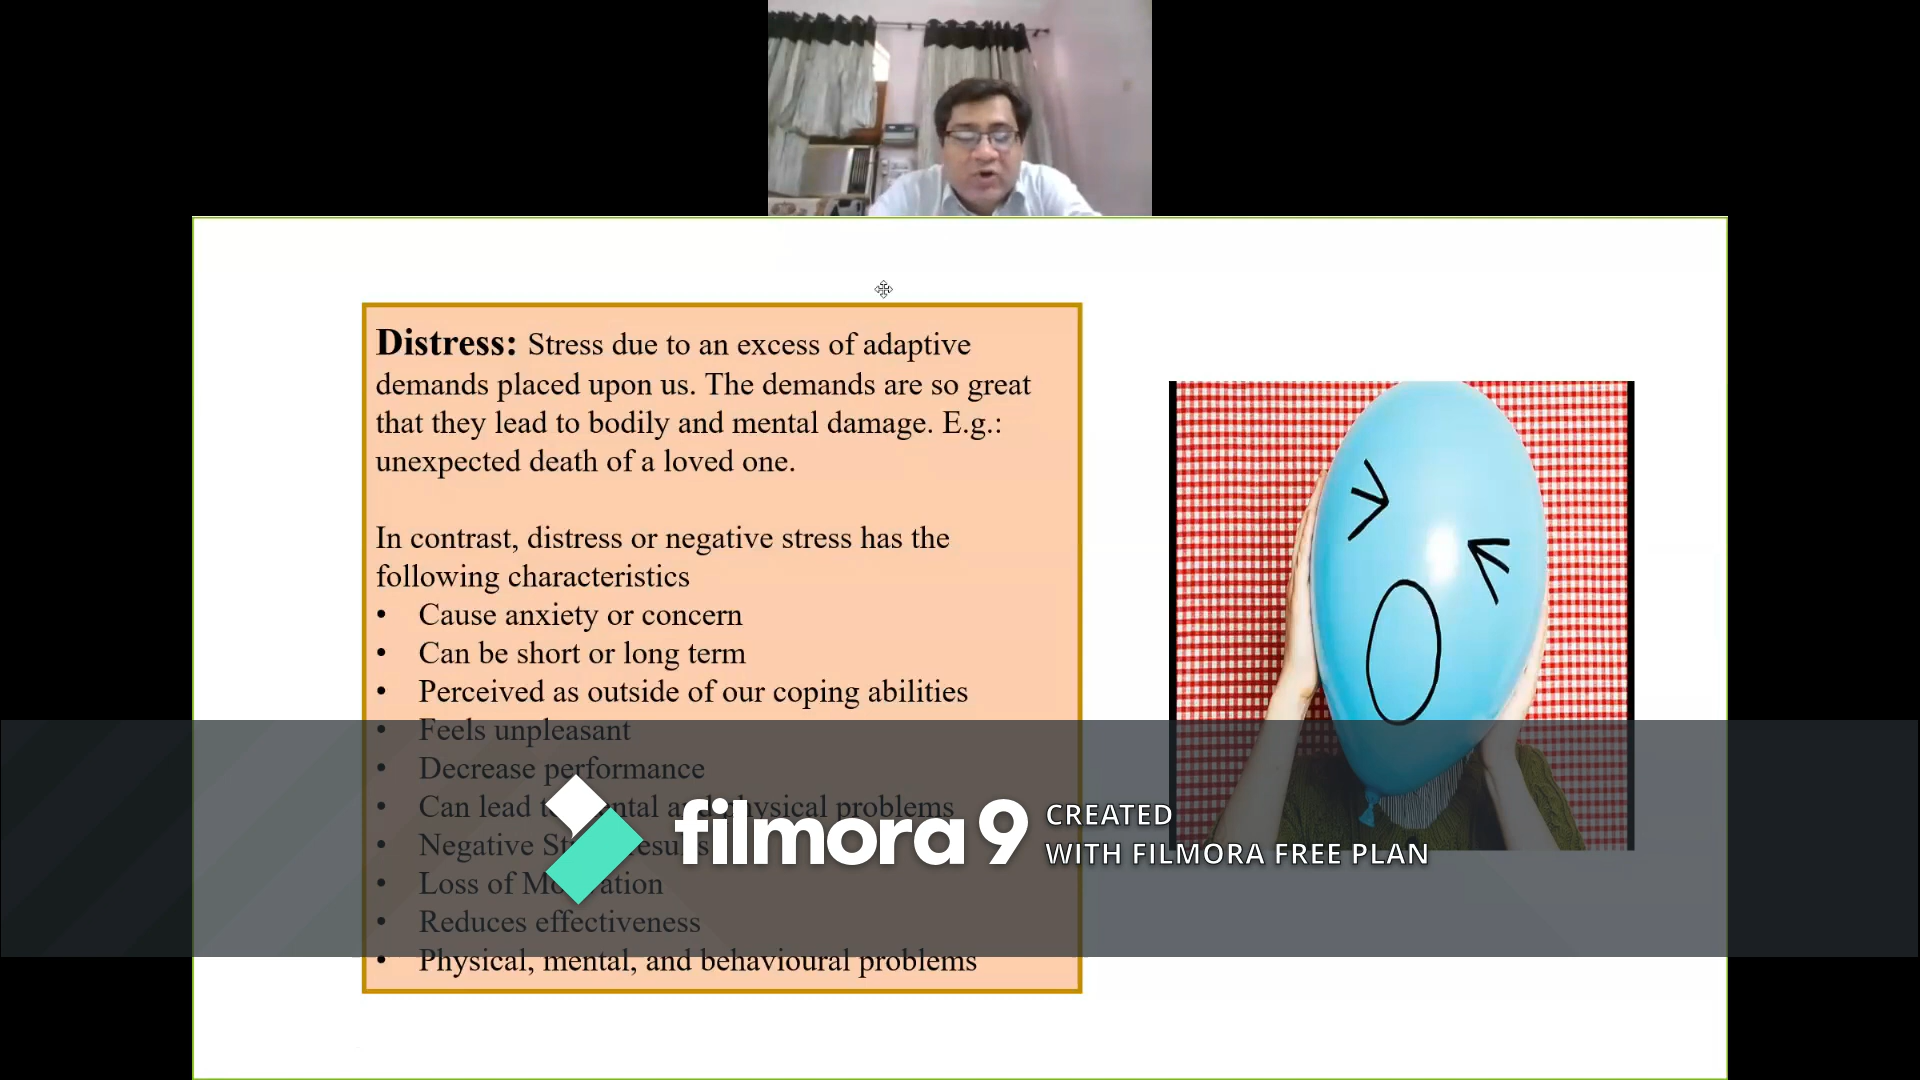 Distress: Stress due to an excess of adaptive
demands placed upon us. The demands are so great
that they lead to bodily and mental damage. E.g.:
unexpected death of a loved one.
In contrast, distress or negative stress has the
following characteristics
• Cause anxiety or concern
• Can be short or long term
• Perceived as outside of our coping abilities
• Feels unpleasant
• Decrease performance
• Can lead physical problems
• Negative
• Loss of
• Reduces effectiveness
• Physical, mental, and behavioural problems
filmora9
CREATED
WITH FILMORA FREE PLAN